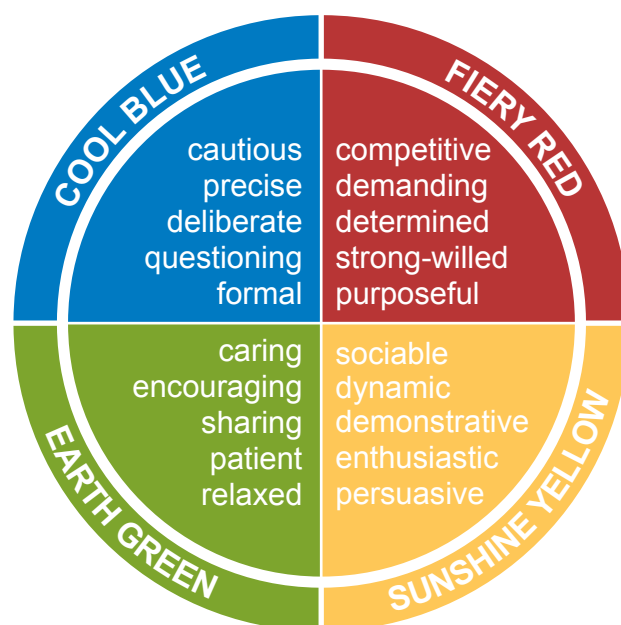 COOL BLUE
cautious
precise
deliberate
questioning
formal
FIERY RED
competitive
demanding
determined
strong-willed
purposeful
EARTH GREEN
caring
encouraging
sharing
patient
relaxed
SUNSHINE YELLOW
sociable
dynamic
demonstrative
enthusiastic
persuasive